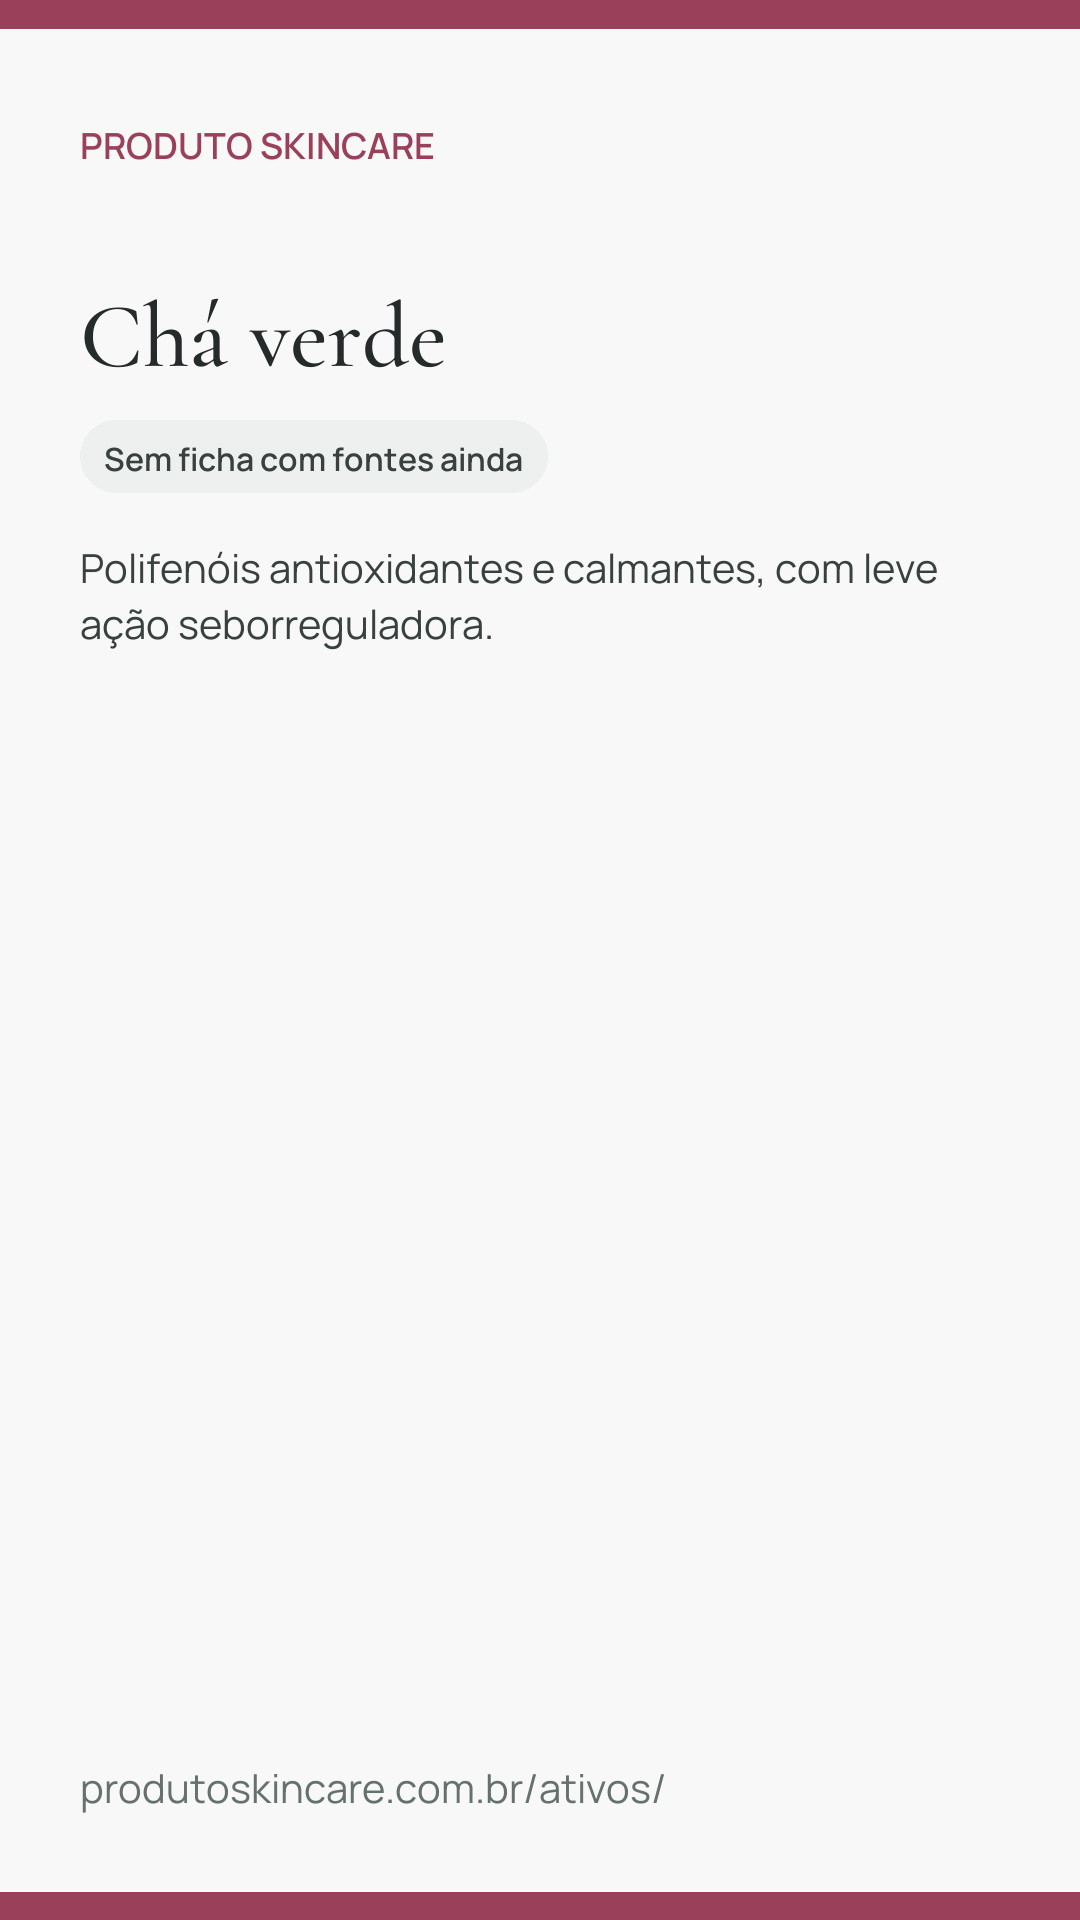 PRODUTO SKINCARE
Chá verde
Sem ficha com fontes ainda
Polifenóis antioxidantes e calmantes, com leve
ação seborreguladora.
produtoskincare.com.br/ativos/